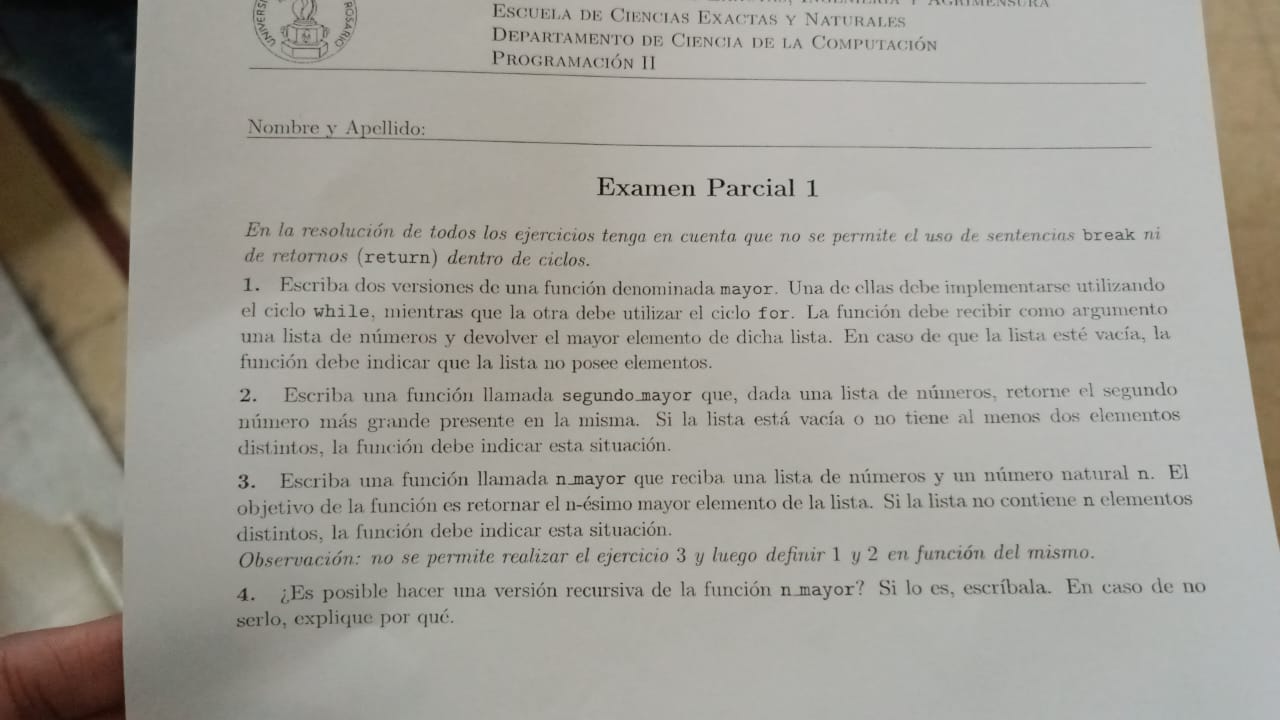 UNIVERSI
ROSARIO
INGENIERÍA Y AGRIMENSURA
ESCUELA DE CIENCIAS EXACTAS Y NATURALES
DEPARTAMENTO DE CIENCIA DE LA COMPUTACIÓN
PROGRAMACIÓN II
Nombre y Apellido:
Examen Parcial 1
En la resolución de todos los ejercicios tenga en cuenta que no se permite el uso de sentencias break ni
de retornos (return) dentro de ciclos.
1. Escriba dos versiones de una función denominada mayor. Una de ellas debe implementarse utilizando
el ciclo while, mientras que la otra debe utilizar el ciclo for. La función debe recibir como argumento
una lista de números y devolver el mayor elemento de dicha lista. En caso de que la lista esté vacía, la
función debe indicar que la lista no posee elementos.
2. Escriba una función llamada segundo_mayor que, dada una lista de números, retorne el segundo
número más grande presente en la misma. Si la lista está vacía o no tiene al menos dos elementos
distintos, la función debe indicar esta situación.
3. Escriba una función llamada n_mayor que reciba una lista de números y un número natural n. El
objetivo de la función es retornar el n-ésimo mayor elemento de la lista. Si la lista no contiene n elementos
distintos, la función debe indicar esta situación.
Observación: no se permite realizar el ejercicio 3 y luego definir 1 y 2 en función del mismo.
4. ¿Es posible hacer una versión recursiva de la función n_mayor? Si lo es, escríbala. En caso de no
serlo, explique por qué.